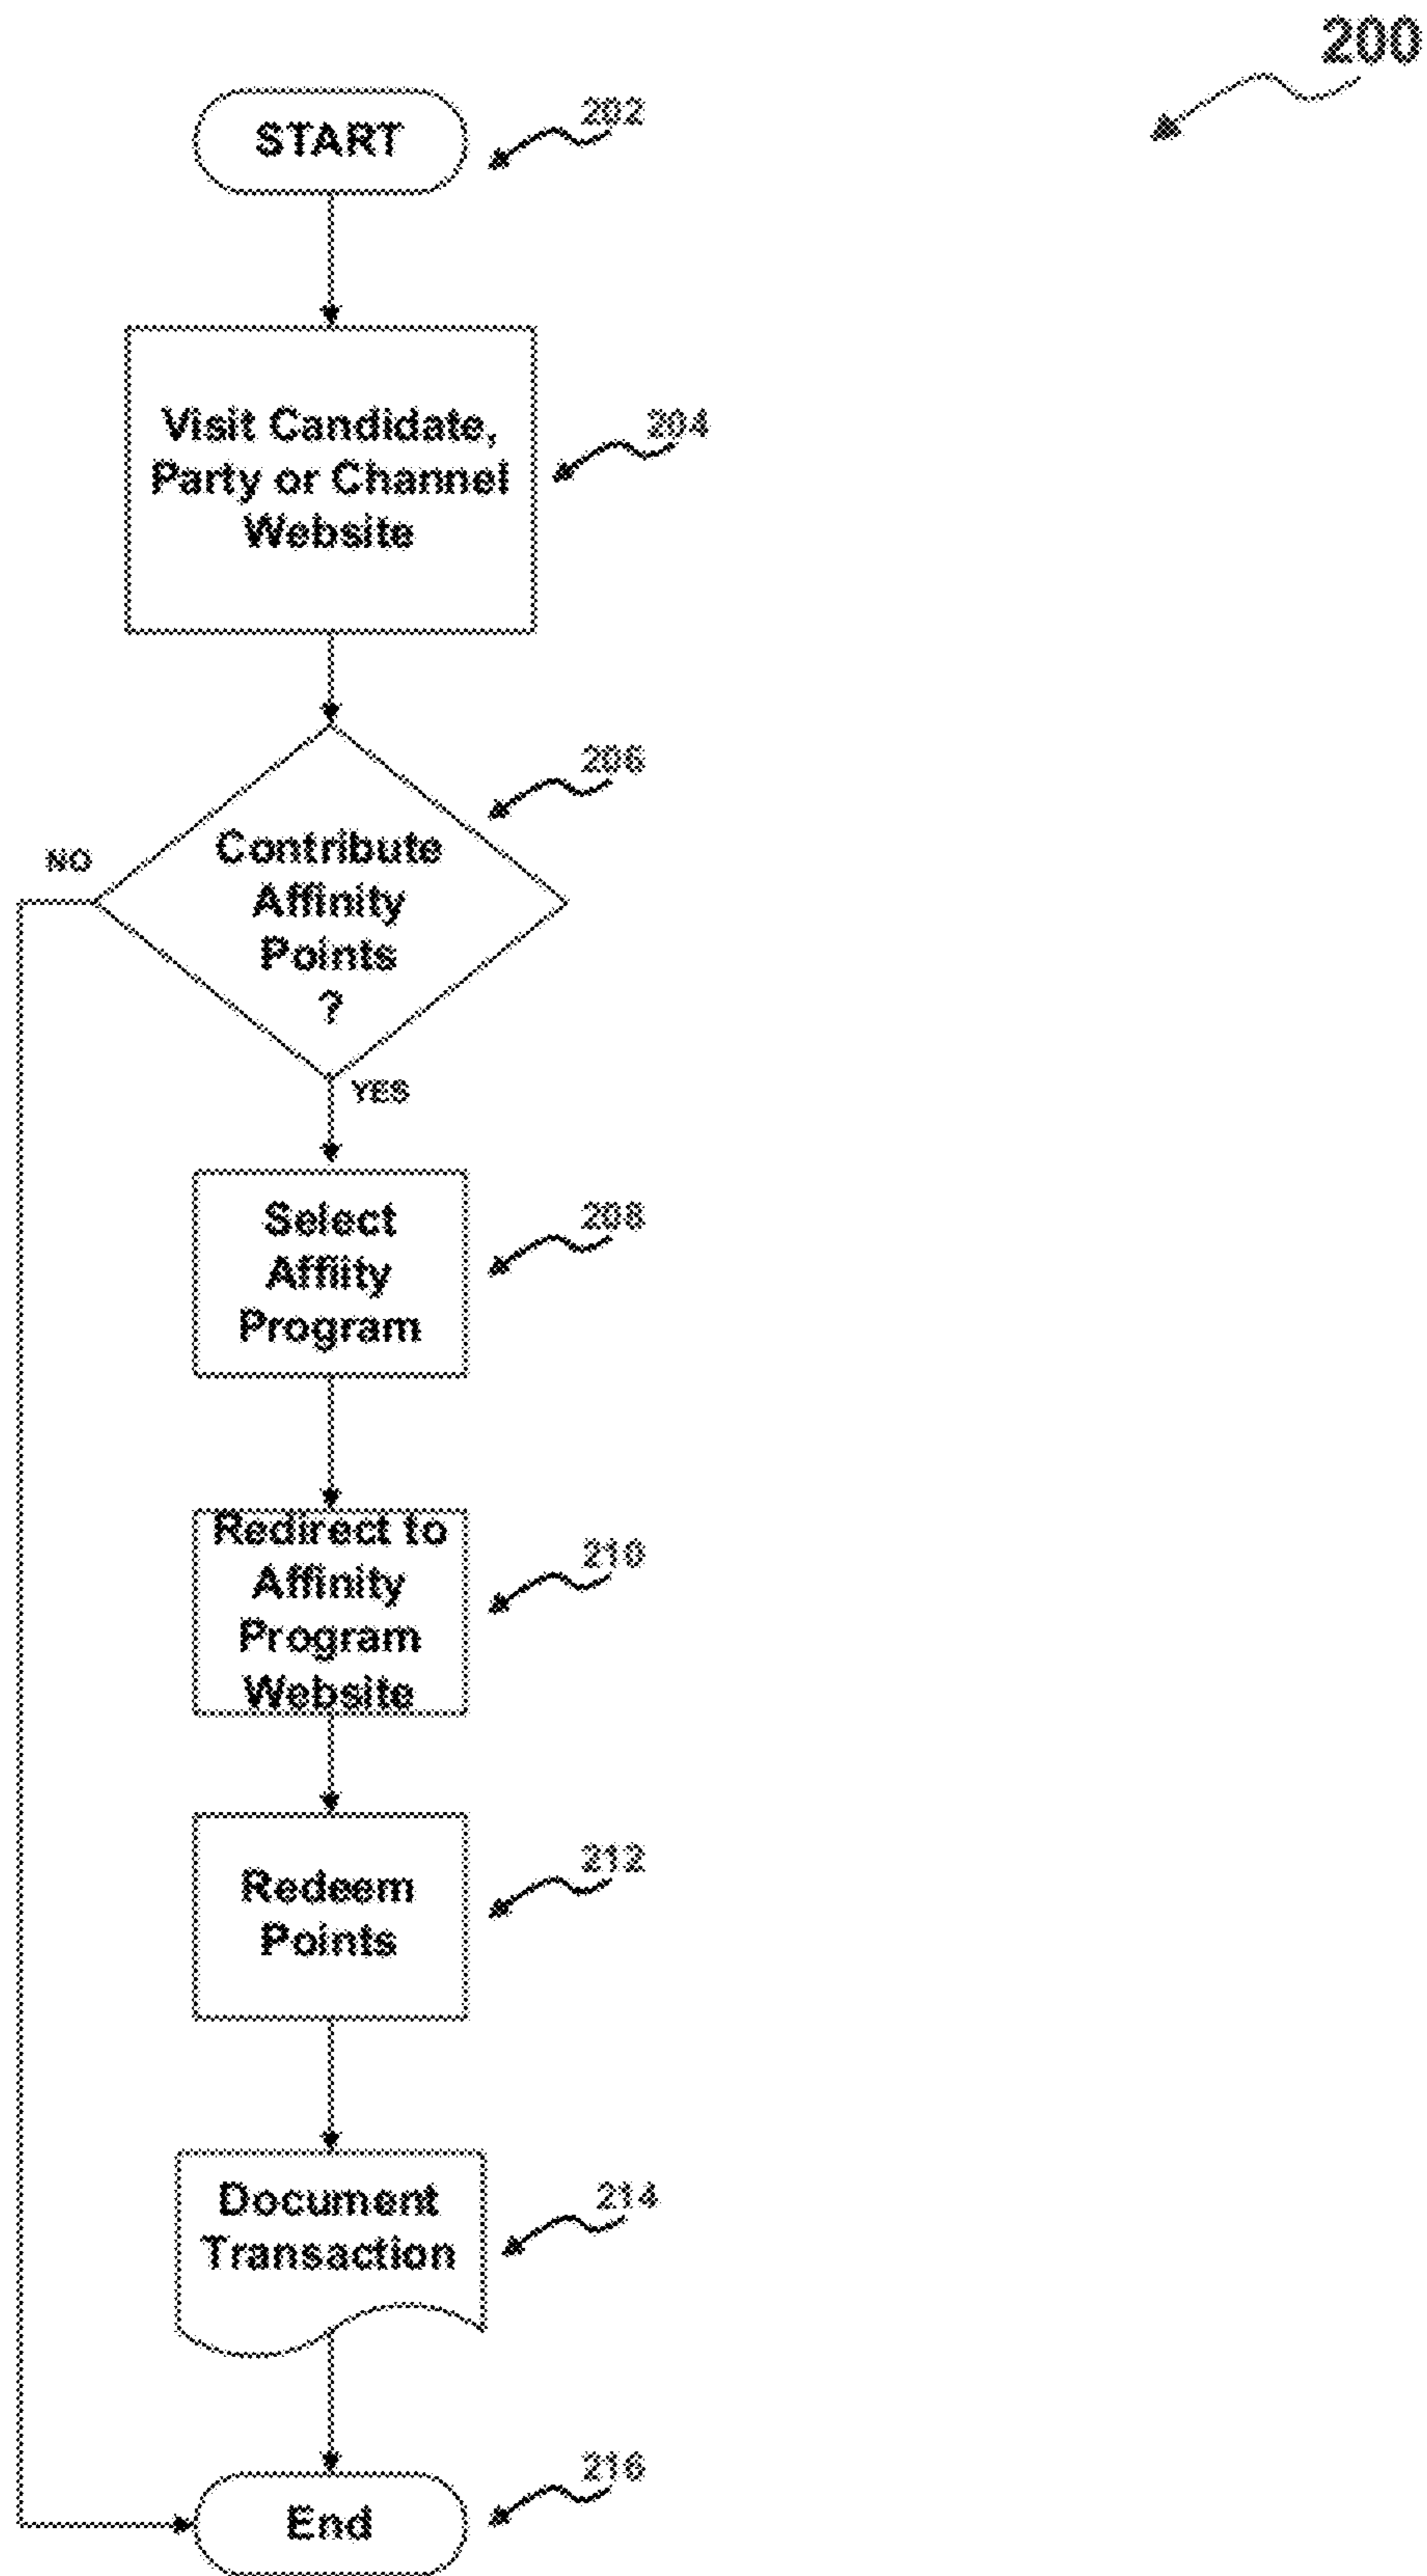 200
START
202
Visit Candidate,
Party or Channel
Website
204
206
Contribute
Affinity
Points
?
NO
YES
Select
Affiity
Program
208
Redirect to
Affinity
Program
Website
210
Redeem
Points
212
Document
Transaction
214
End
216